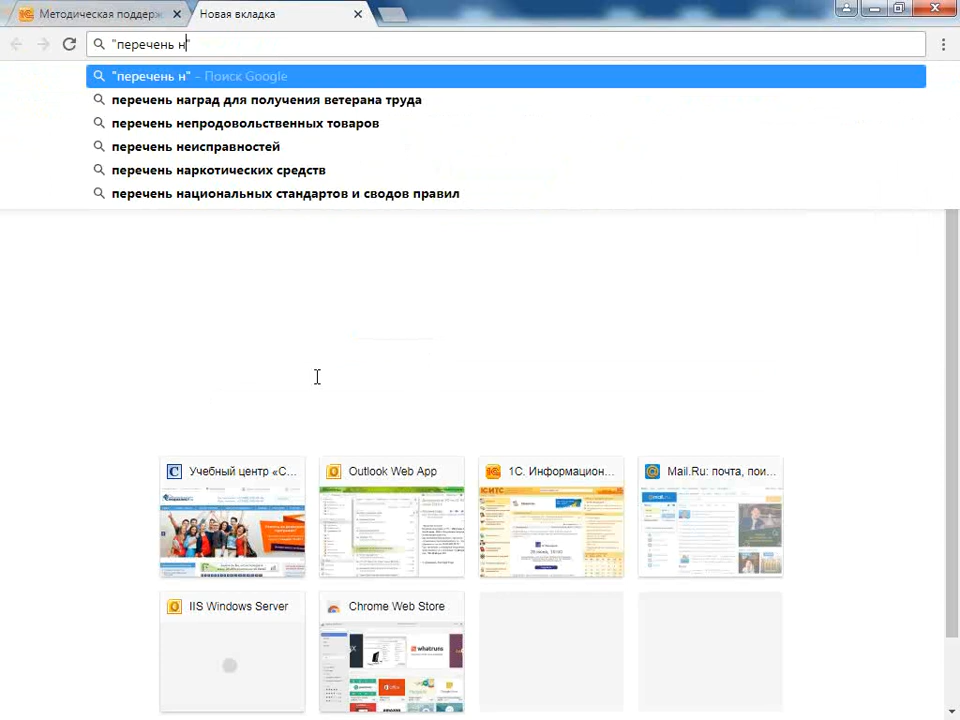 Методическая поддерж
Новая вкладка
"перечень н"
"перечень н" - Поиск Google
перечень наград для получения ветерана труда
перечень непродовольственных товаров
перечень неисправностей
перечень наркотических средств
перечень национальных стандартов и сводов правил
Учебный центр «С...
Outlook Web App
1С. Информацион...
Mail.Ru: почта, пои...
IIS Windows Server
Chrome Web Store
whatruns